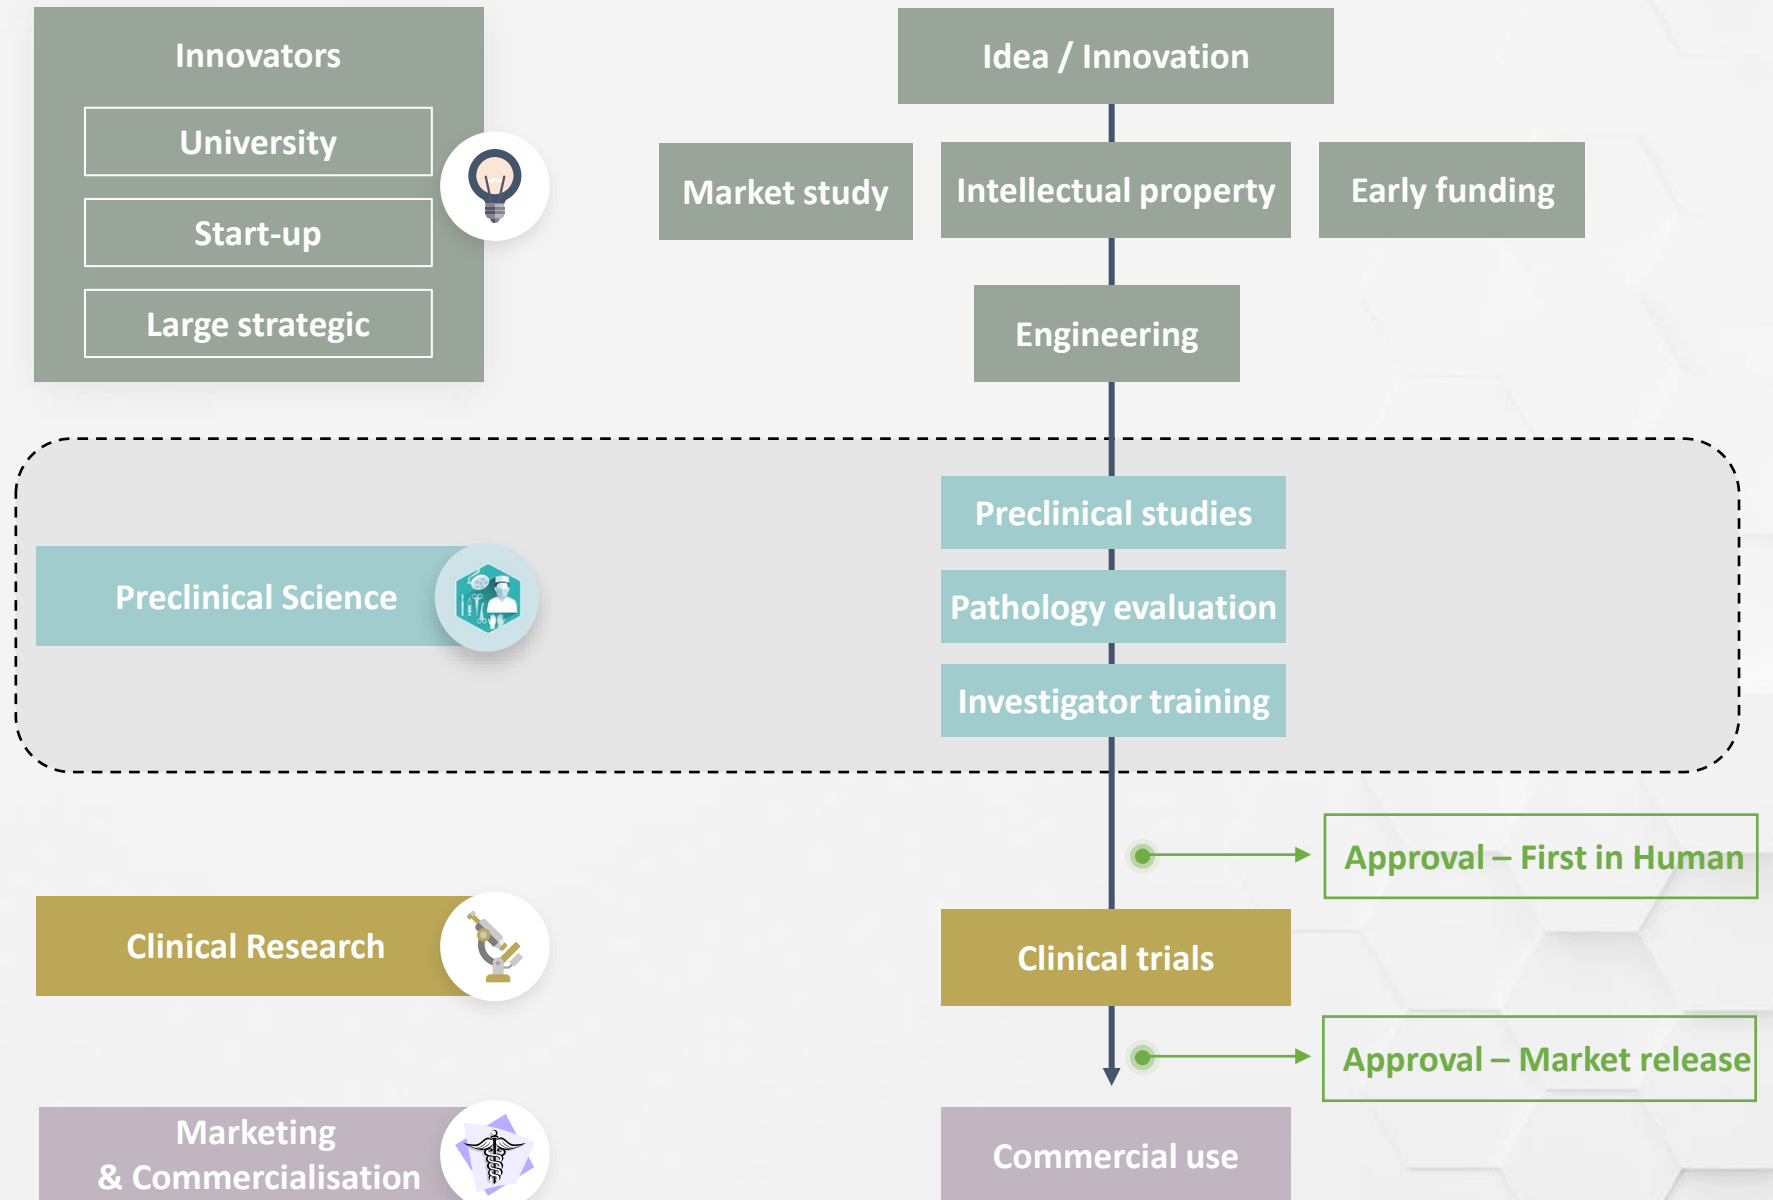 Innovators
University
Start-up
Large strategic
Idea / Innovation
Market study
Intellectual property
Early funding
Engineering
Preclinical Science
Preclinical studies
Pathology evaluation
Investigator training
Approval – First in Human
Clinical Research
Clinical trials
Approval – Market release
Marketing
& Commercialisation
Commercial use